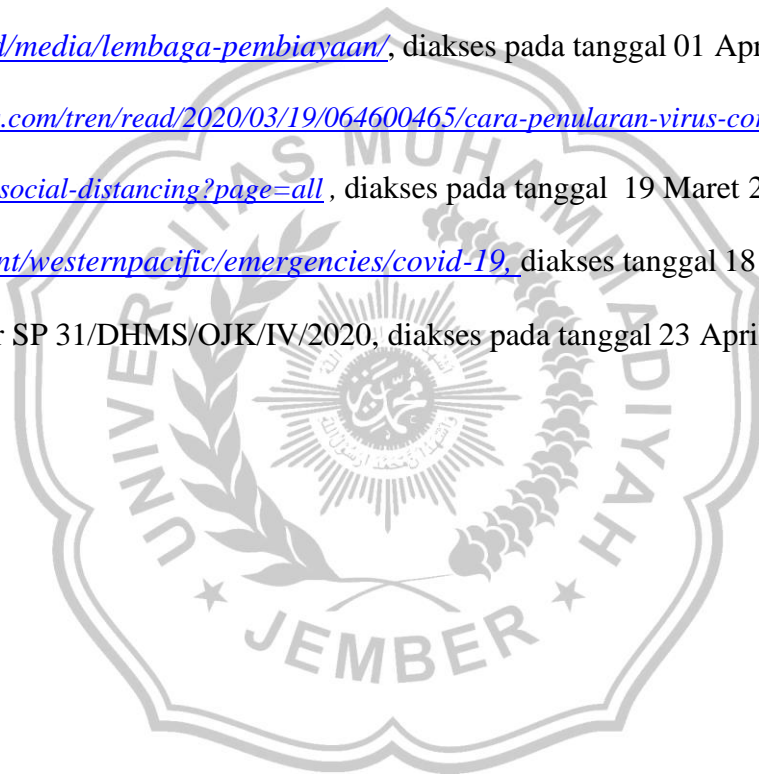 d/media/lembaga-pembiayaan/, diakses pada tanggal 01 Apr
.com/tren/read/2020/03/19/064600465/cara-penularan-virus-co
social-distancing?page=all , diakses pada tanggal 19 Maret 2
nt/westernpacific/emergencies/covid-19, diakses tanggal 18
r SP 31/DHMS/OJK/IV/2020, diakses pada tanggal 23 Apri
UNIVERSITAS MUHAMMADIYAH
JEMBER